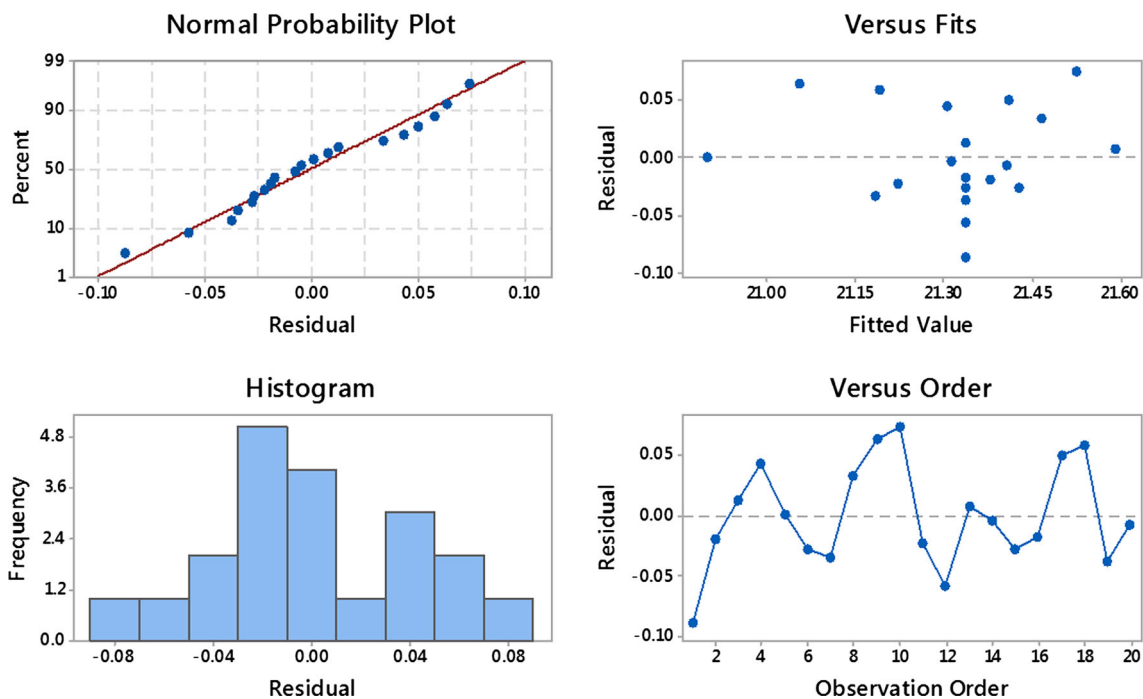 Normal Probability Plot
99
90
50
10
1
Percent
-0.10 -0.05 0.00 0.05 0.10
Residual
Versus Fits
0.05
0.00
-0.05
-0.10
Residual
21.00 21.15 21.30 21.45 21.60
Fitted Value
Histogram
4.8
3.6
2.4
1.2
0.0
Frequency
-0.08 -0.04 0.00 0.04 0.08
Residual
Versus Order
0.05
0.00
-0.05
-0.10
Residual
2 4 6 8 10 12 14 16 18 20
Observation Order